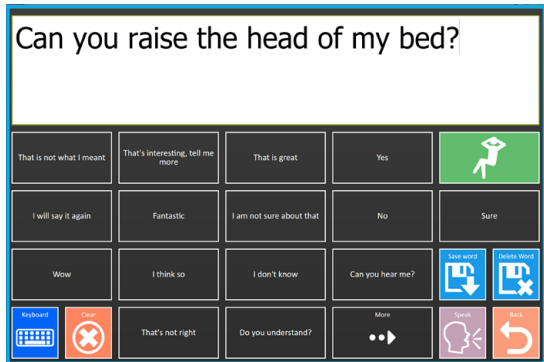 Can you raise the head of my bed?
That is not what I meant
That's interesting, tell me
more
That is great
Yes
I will say it again
Fantastic
I am not sure about that
No
Sure
Wow
I think so
I don't know
Can you hear me?
Save word
Delete Word
Keyboard
Clear
That's not right
Do you understand?
More
Speak
Back